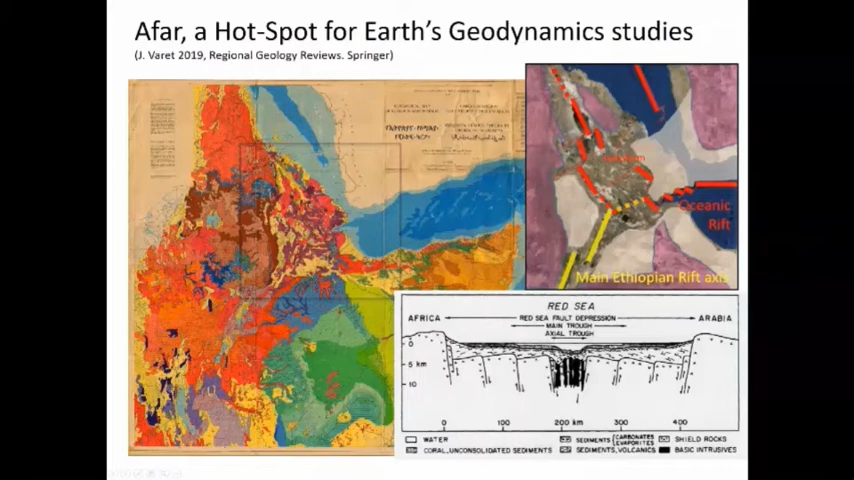 Afar, a Hot-Spot for Earth's Geodynamics studies
(J. Varet 2019, Regional Geology Reviews. Springer)
Oceanic
Rift
Main Ethiopian Rift axis
RED SEA
AFRICA
RED SEA FAULT DEPRESSION
ARABIA
MAIN TROUGH
AXIAL TROUGH
0
5 km
10
0
100
200 km
300
400
WATER
SEDIMENTS
CARBONATES
EVAPORITES
SHIELD ROCKS
CORAL, UNCONSOLIDATED SEDIMENTS
SEDIMENTS, VOLCANICS
BASIC INTRUSIVES